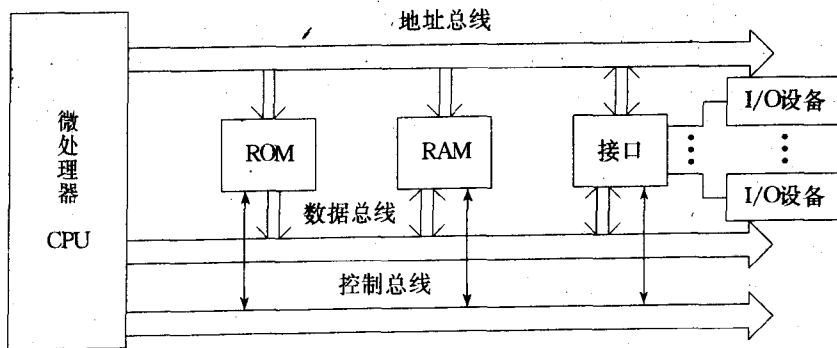 地址总线
微处理器
CPU
ROM
RAM
接口
I/O设备
I/O设备
数据总线
控制总线